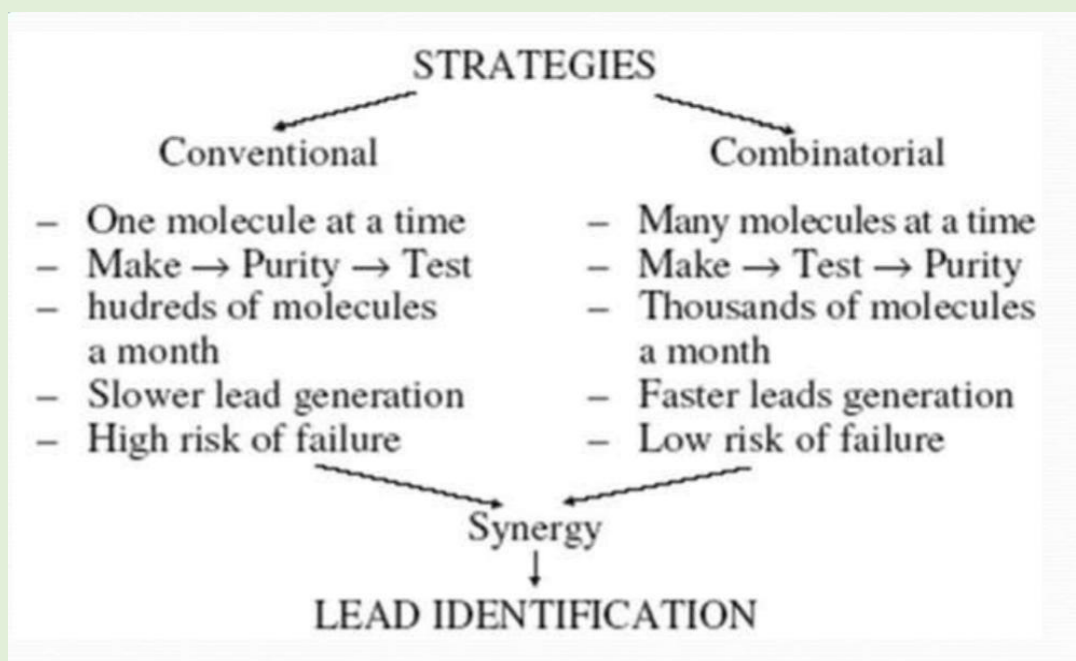 STRATEGIES
Conventional
– One molecule at a time
– Make → Purity → Test
– hudreds of molecules
a month
– Slower lead generation
– High risk of failure
Combinatorial
– Many molecules at a time
– Make → Test → Purity
– Thousands of molecules
a month
– Faster leads generation
– Low risk of failure
Synergy
LEAD IDENTIFICATION